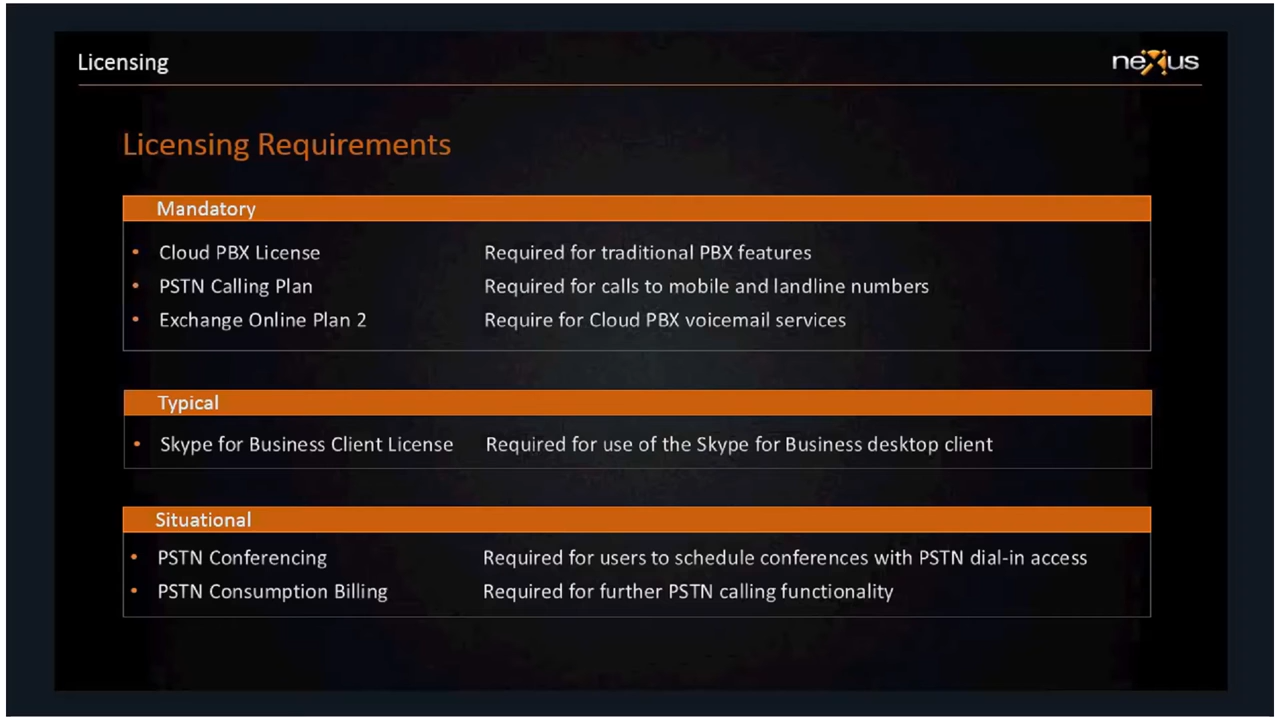 Licensing
nexus
Licensing Requirements
Mandatory
• Cloud PBX License Required for traditional PBX features
• PSTN Calling Plan Required for calls to mobile and landline numbers
• Exchange Online Plan 2 Require for Cloud PBX voicemail services
Typical
• Skype for Business Client License Required for use of the Skype for Business desktop client
Situational
• PSTN Conferencing Required for users to schedule conferences with PSTN dial-in access
• PSTN Consumption Billing Required for further PSTN calling functionality